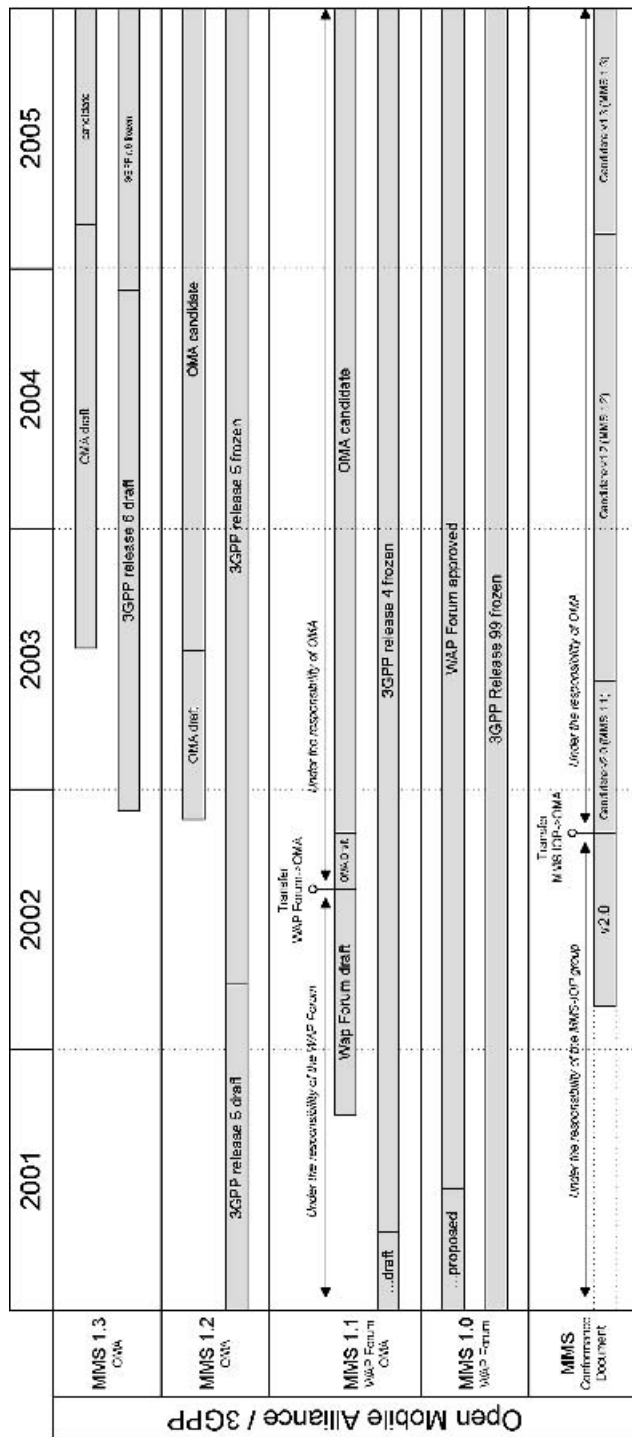 2001
2002
2003
2004
2005
Open Mobile Alliance / 3GPP
MMS 1.3
OMA
OMA draft
candidate
3GPP release 6 draft
3GPP r.6 frozen
MMS 1.2
OMA
OMA draft
OMA candidate
3GPP release 5 draft
3GPP release 5 frozen
MMS 1.1
WAP Forum
OMA
Transfer
WAP Forum->OMA
Under the responsibility of the WAP Forum
Under the responsibility of OMA
Wap Forum draft
OMA
OMA candidate
...draft
3GPP release 4 frozen
MMS 1.0
WAP Forum
...proposed
WAP Forum approved
3GPP Release 99 frozen
MMS
Conformance
Document
Transfer
MMS IOP->OMA
Under the responsibility of the MMS-IOP group
Under the responsibility of OMA
v2.0
Candidate v2.0 (MMS 1.1)
Candidate v1.2 (MMS 1.2)
Candidate v1.3 (MMS 1.3)